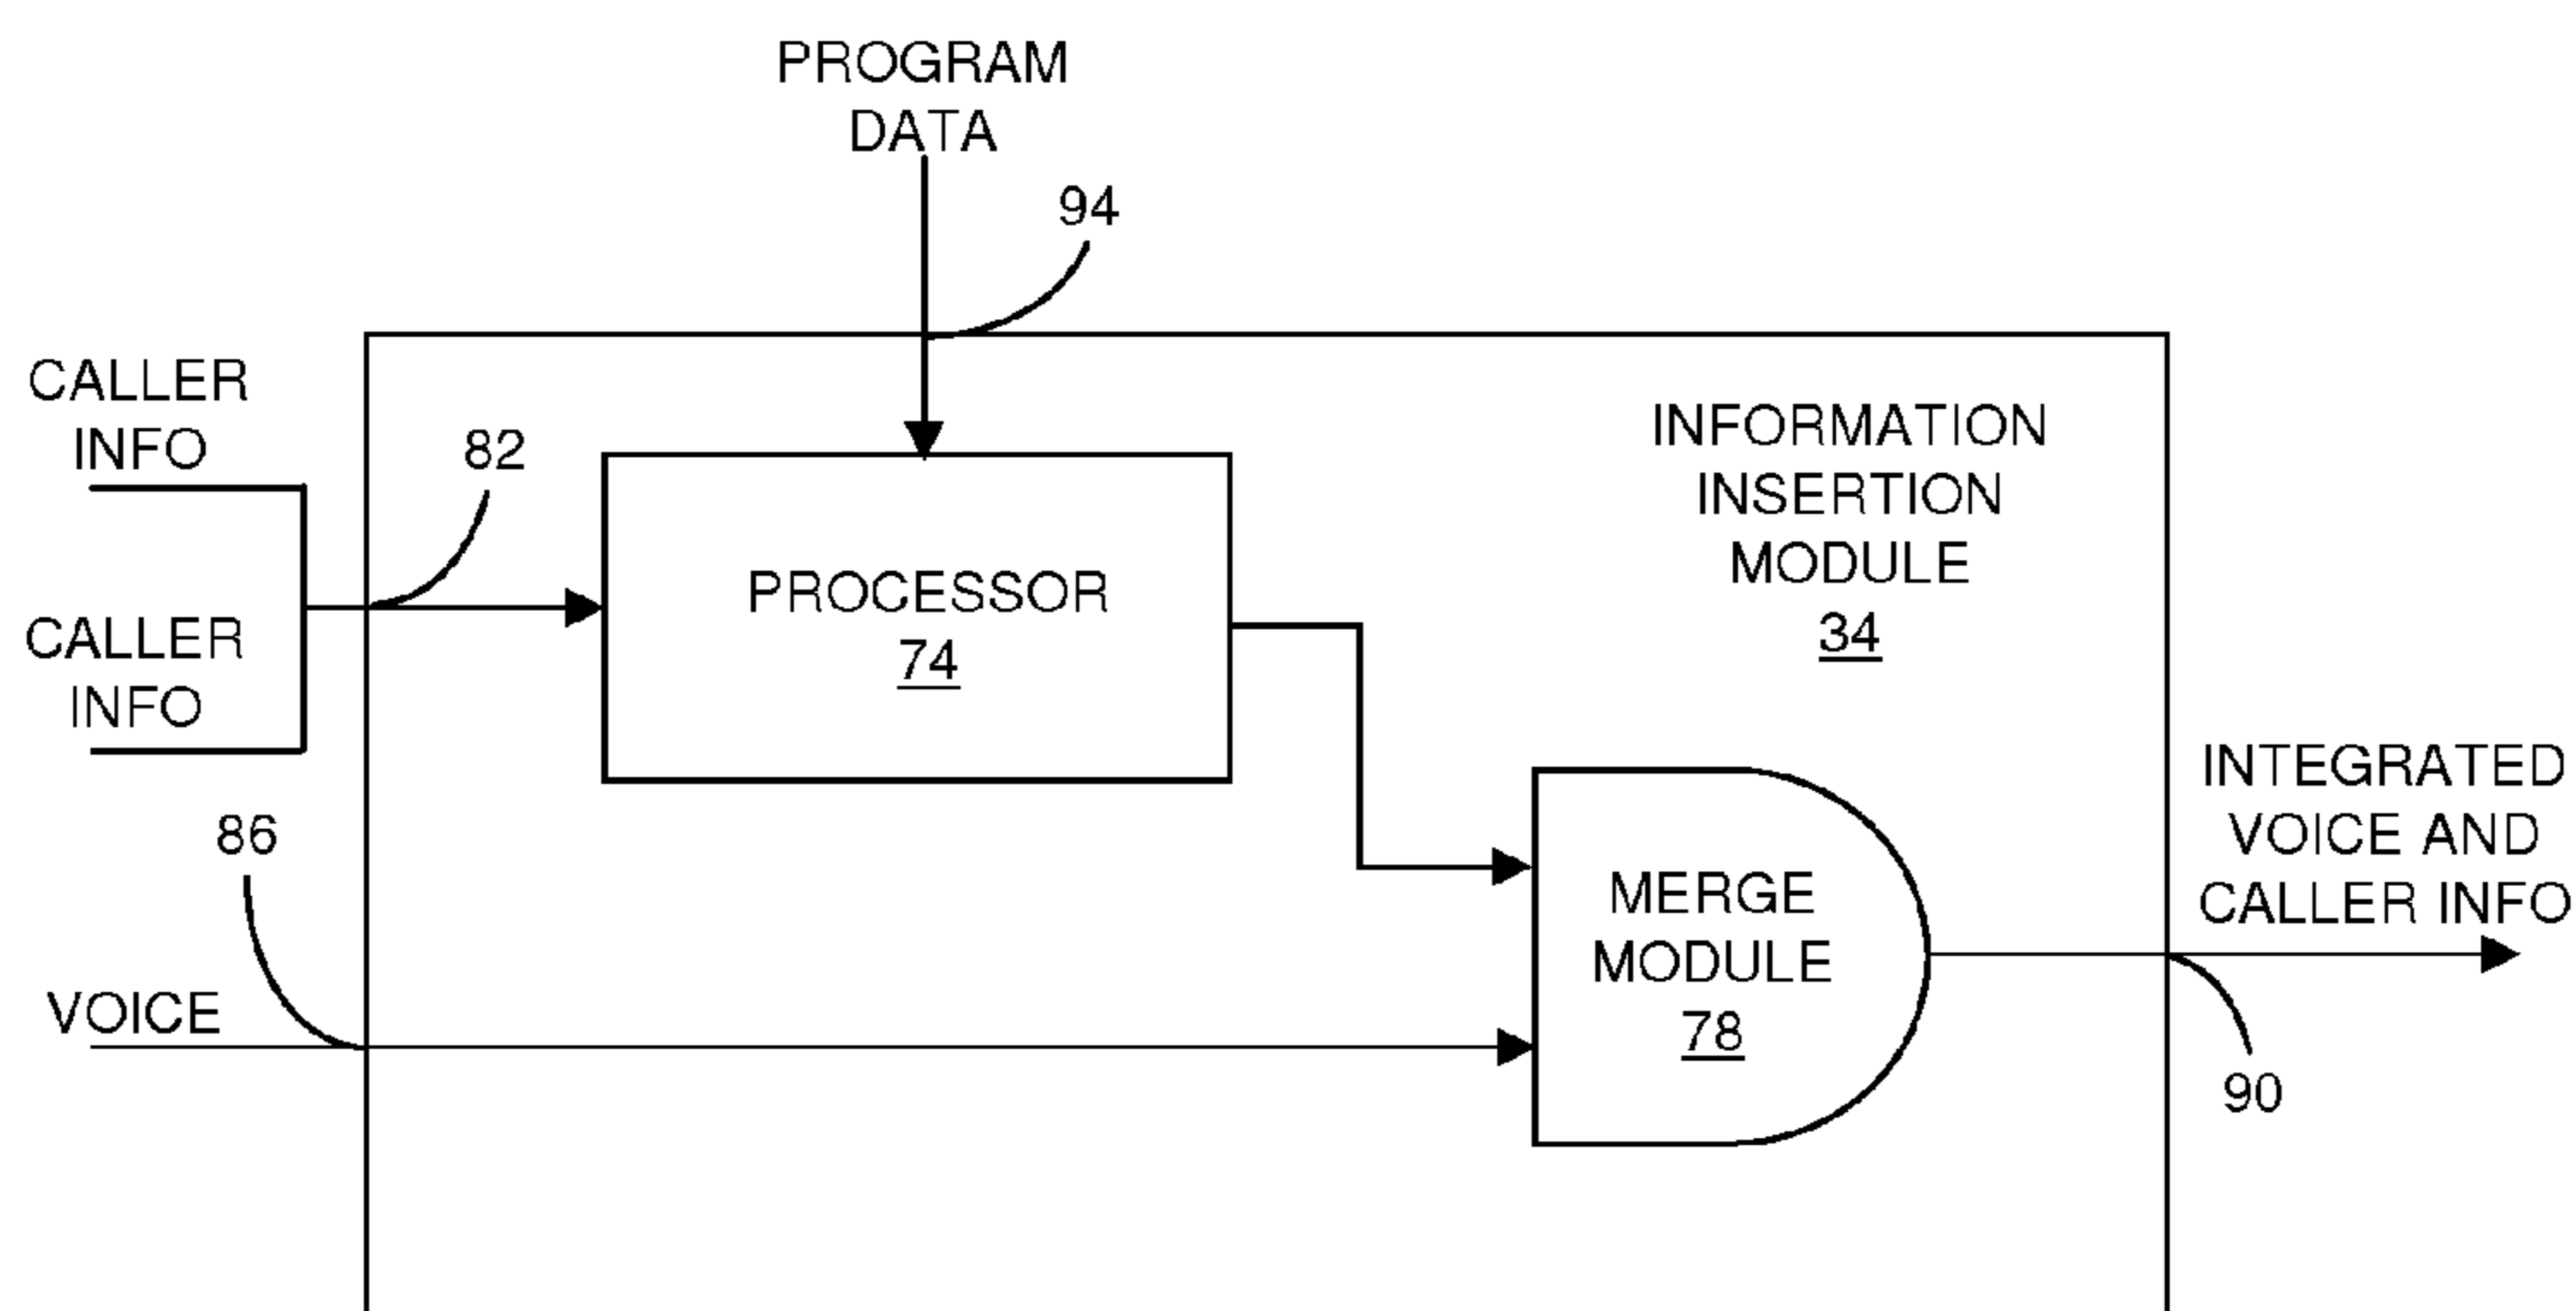 PROGRAM
DATA
94
CALLER
INFO
82
INFORMATION
INSERTION
MODULE
34
CALLER
INFO
PROCESSOR
74
86
VOICE
MERGE
MODULE
78
INTEGRATED
VOICE AND
CALLER INFO
90